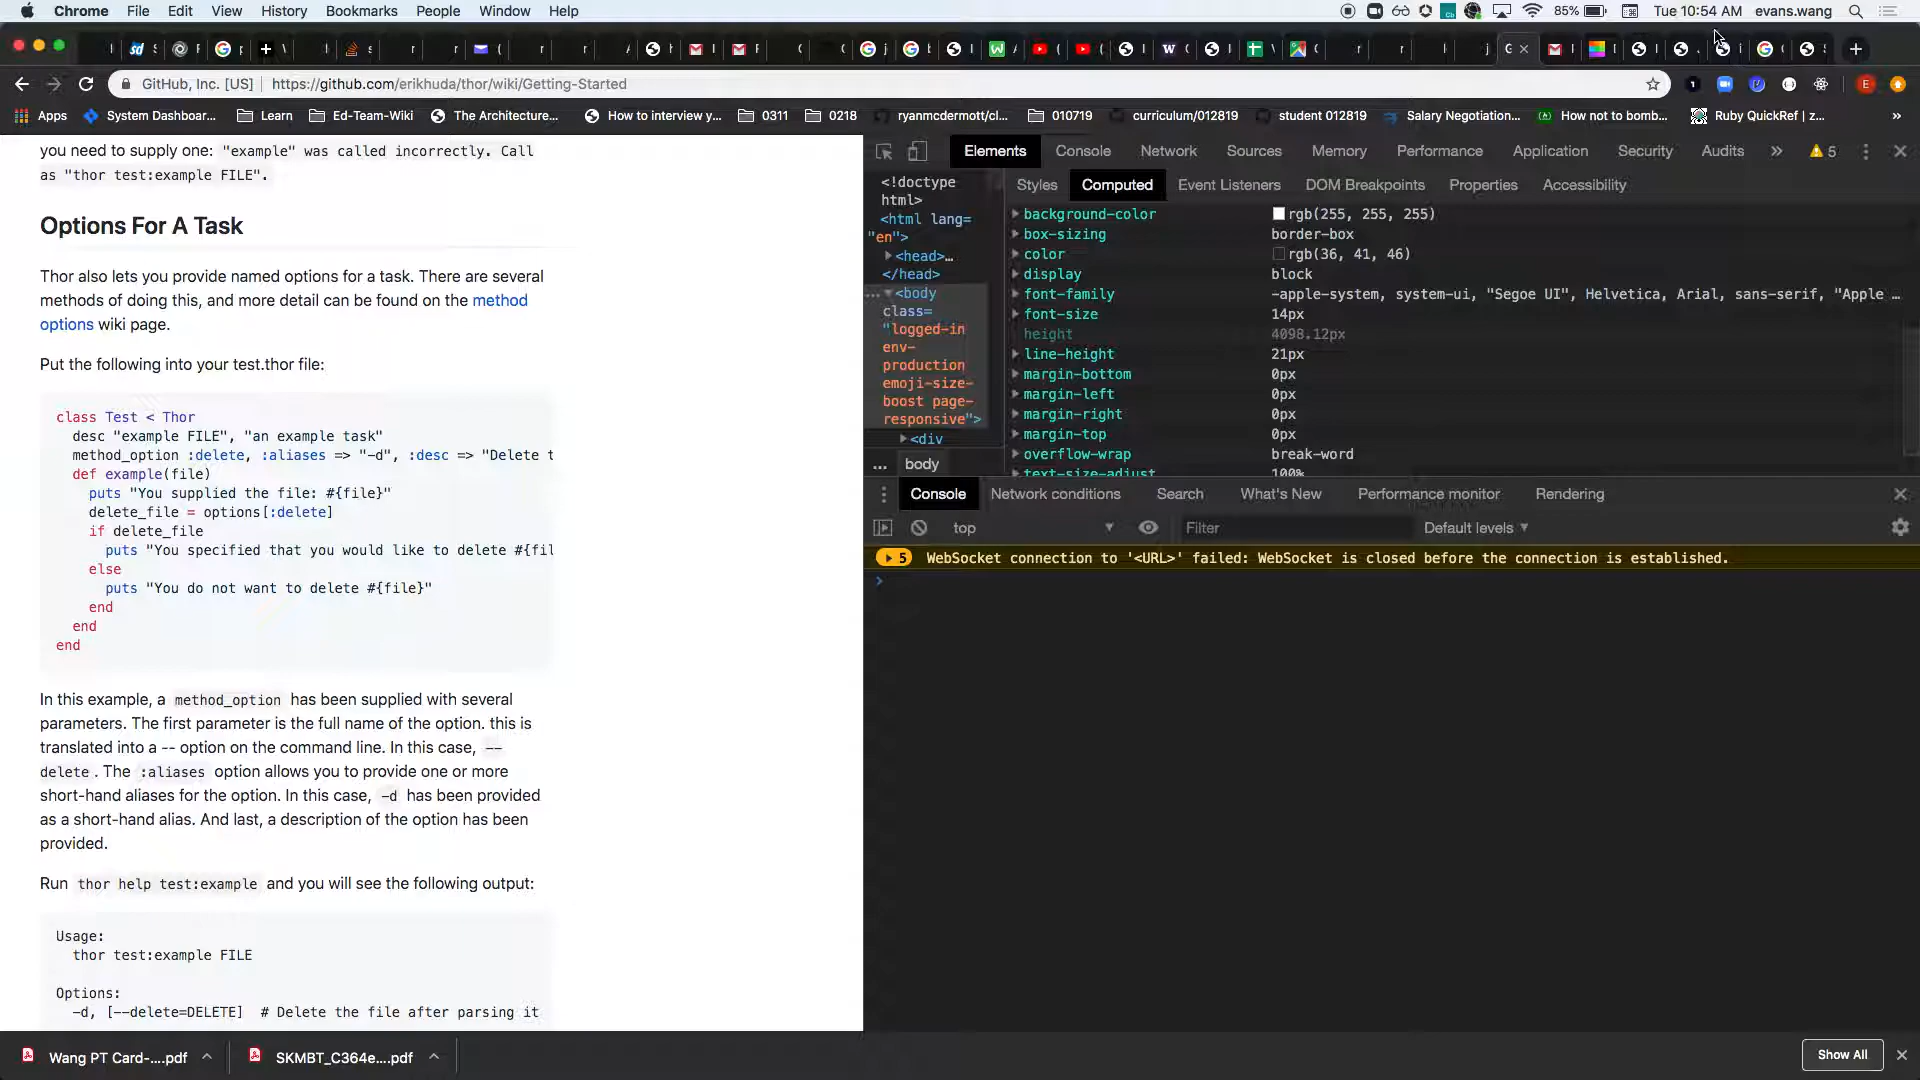 Chrome File Edit View History Bookmarks People Window Help 85% Tue 10:54 AM evans.wang
GitHub, Inc. [US] https://github.com/erikhuda/thor/wiki/Getting-Started
Apps System Dashboar... Learn Ed-Team-Wiki The Architecture... How to interview y... 0311 0218 ryanmcdermott/cl... 010719 curriculum/012819 student 012819 Salary Negotiation... How not to bomb... Ruby QuickRef | z... »
you need to supply one: "example" was called incorrectly. Call
as "thor test:example FILE".
Options For A Task
Thor also lets you provide named options for a task. There are several
methods of doing this, and more detail can be found on the method
options wiki page.
Put the following into your test.thor file:
class Test < Thor
desc "example FILE", "an example task"
method_option :delete, :aliases => "-d", :desc => "Delete t
def example(file)
puts "You supplied the file: #{file}"
delete_file = options[:delete]
if delete_file
puts "You specified that you would like to delete #{fil
else
puts "You do not want to delete #{file}"
end
end
end
In this example, a method_option has been supplied with several
parameters. The first parameter is the full name of the option. this is
translated into a -- option on the command line. In this case, --
delete . The :aliases option allows you to provide one or more
short-hand aliases for the option. In this case, -d has been provided
as a short-hand alias. And last, a description of the option has been
provided.
Run thor help test:example and you will see the following output:
Usage:
thor test:example FILE
Options:
-d, [--delete=DELETE] # Delete the file after parsing it
Elements Console Network Sources Memory Performance Application Security Audits » 5
<!doctype
html>
<html lang=
"en">
<head>…
</head>
<body
class=
"logged-in
env-
production
emoji-size-
boost page-
responsive">
<div
... body
Styles Computed Event Listeners DOM Breakpoints Properties Accessibility
background-color rgb(255, 255, 255)
box-sizing border-box
color rgb(36, 41, 46)
display block
font-family -apple-system, system-ui, "Segoe UI", Helvetica, Arial, sans-serif, "Apple …
font-size 14px
height 4098.12px
line-height 21px
margin-bottom 0px
margin-left 0px
margin-right 0px
margin-top 0px
overflow-wrap break-word
text-size-adjust 100%
Console Network conditions Search What's New Performance monitor Rendering
top Filter Default levels
5 WebSocket connection to '<URL>' failed: WebSocket is closed before the connection is established.
Wang PT Card-....pdf SKMBT_C364e....pdf Show All